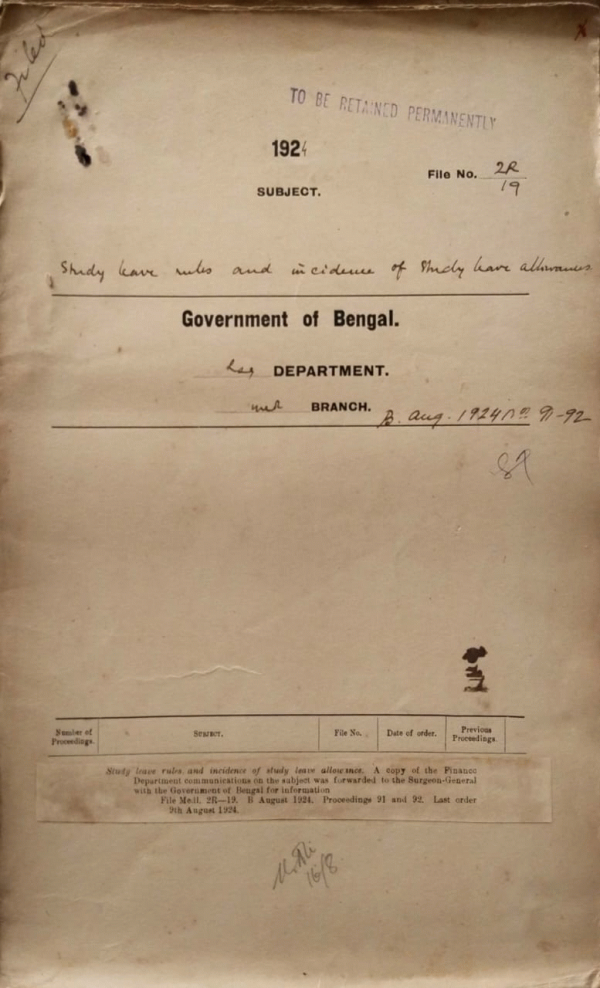 Filed
TO BE RETAINED PERMANENTLY
1924
File No. 2R
19
SUBJECT.
Study leave rules and incidence of Study leave allowances
Government of Bengal.
DEPARTMENT.
BRANCH.
B. Aug. 1924 no 91-92
Number of Proceedings. SUBJECT. File No. Date of order. Previous Proceedings.
Study leave rules and incidence of study leave allowance. A copy of the Finance
Department communications on the subject was forwarded to the Surgeon-General
with the Government of Bengal for information
File Medl. 2R—19. B August 1924. Proceedings 91 and 92. Last order
9th August 1924.
16/8